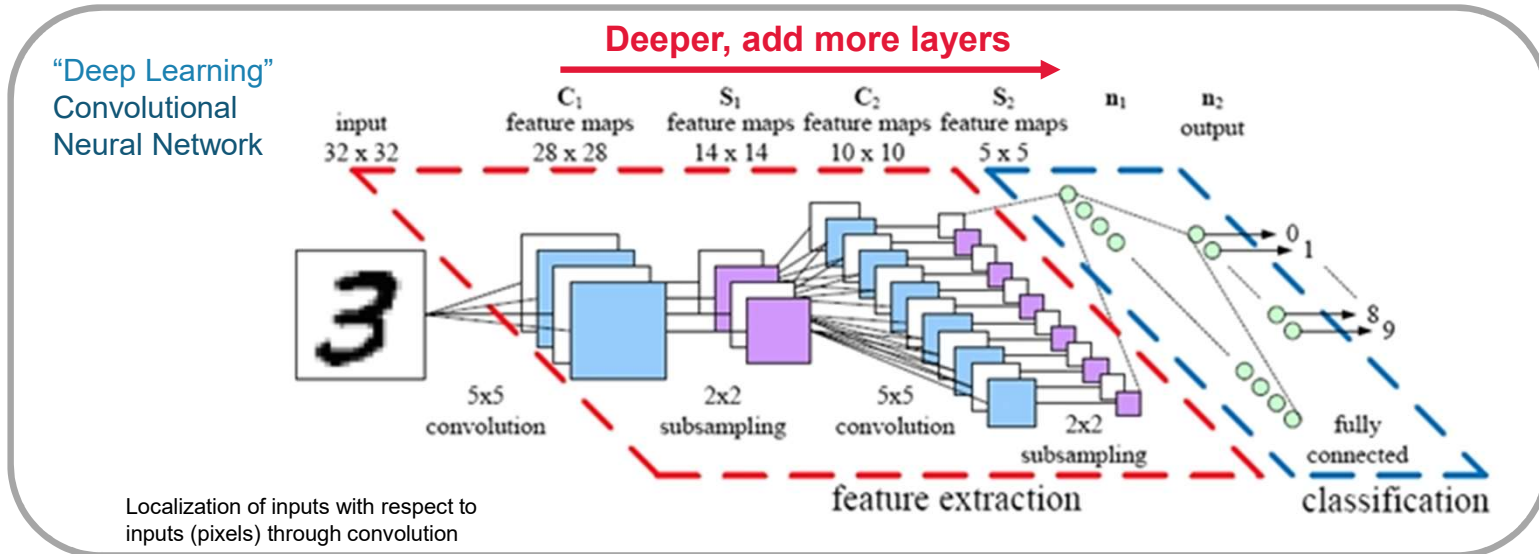 Deeper, add more layers
“Deep Learning”
Convolutional
Neural Network
input
32 x 32
C₁
feature maps
28 x 28
S₁
feature maps
14 x 14
C₂
feature maps
10 x 10
S₂
feature maps
5 x 5
n₁
n₂
output
3
0
1
8
9
5x5
convolution
2x2
subsampling
5x5
convolution
2x2
subsampling
fully
connected
feature extraction
classification
Localization of inputs with respect to
inputs (pixels) through convolution